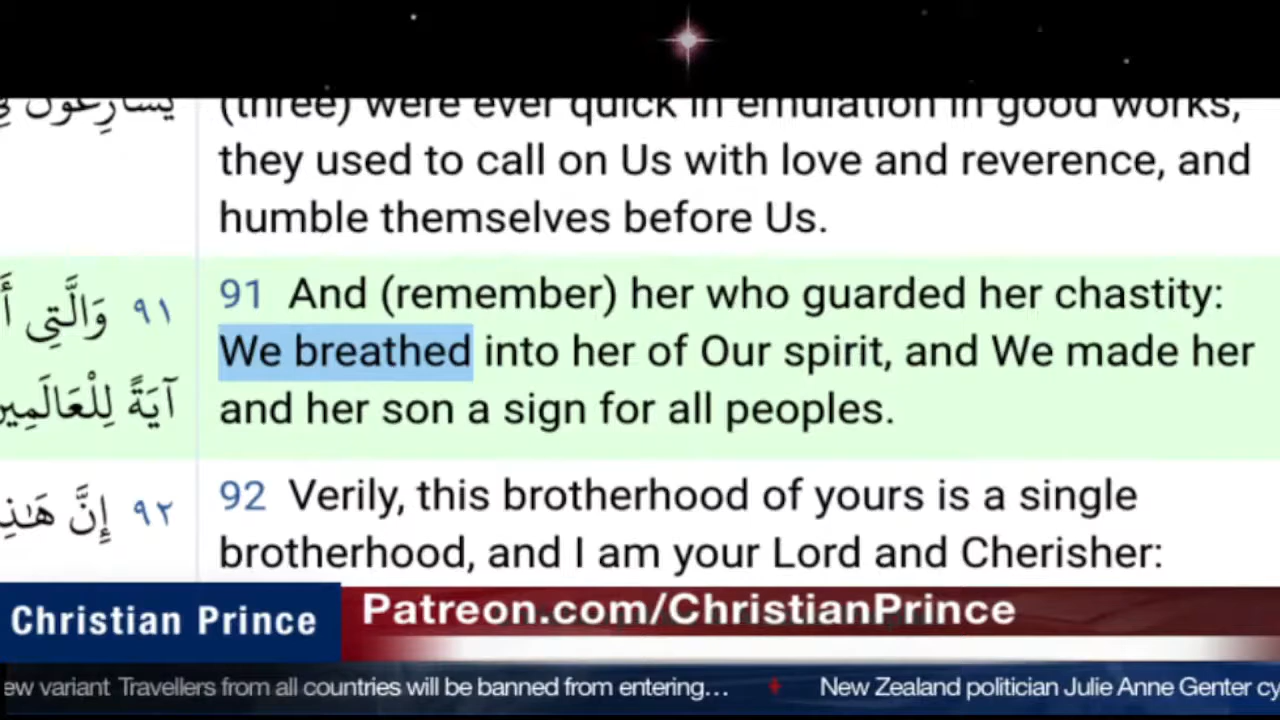 (three) were ever quick in emulation in good works,
they used to call on Us with love and reverence, and
humble themselves before Us.
91 And (remember) her who guarded her chastity:
We breathed into her of Our spirit, and We made her
and her son a sign for all peoples.
٩١ وَالَّتِي أَ
آيَةً لِلْعَالَمِين
92 Verily, this brotherhood of yours is a single
brotherhood, and I am your Lord and Cherisher:
٩٢ إِنَّ هَٰذِ
Christian Prince
Patreon.com/ChristianPrince
ew variant Travellers from all countries will be banned from entering... New Zealand politician Julie Anne Genter cy